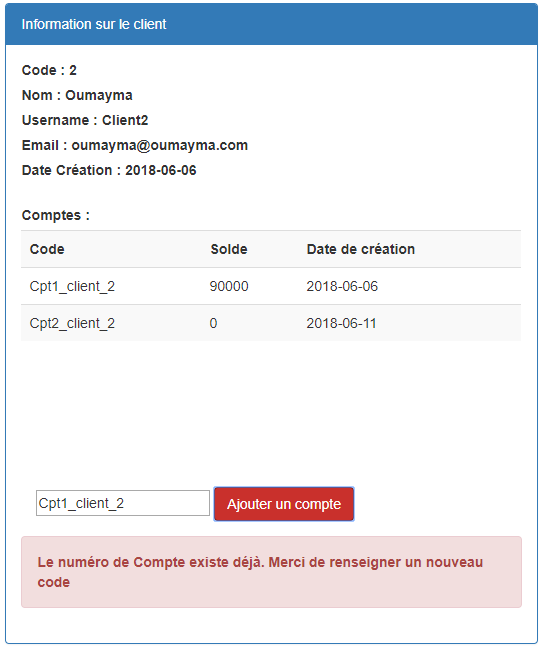 Information sur le client
Code : 2
Nom : Oumayma
Username : Client2
Email : oumayma@oumayma.com
Date Création : 2018-06-06
Comptes :
Code Solde Date de création
Cpt1_client_2 90000 2018-06-06
Cpt2_client_2 0 2018-06-11
Cpt1_client_2 Ajouter un compte
Le numéro de Compte existe déjà. Merci de renseigner un nouveau
code